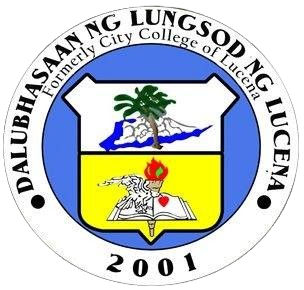 DALUBHASAAN NG LUNGSOD NG LUCENA
Formerly City College of Lucena
2001